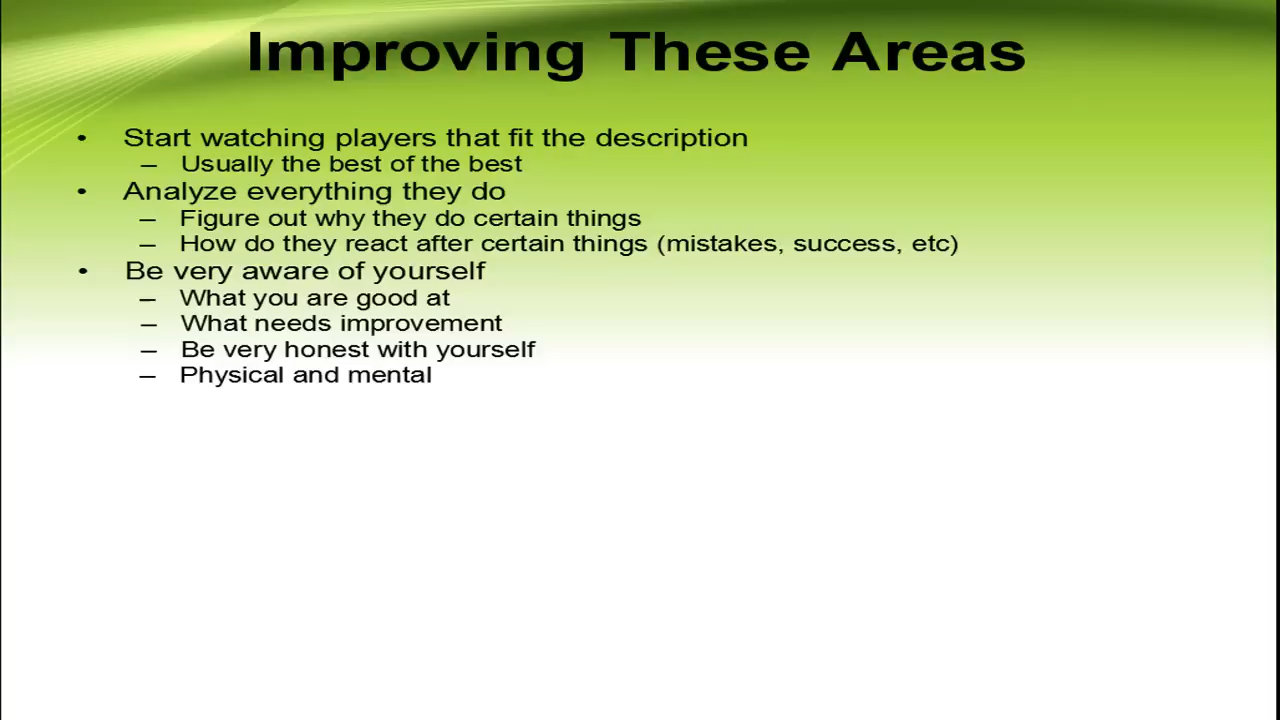 Improving These Areas
• Start watching players that fit the description
– Usually the best of the best
• Analyze everything they do
– Figure out why they do certain things
– How do they react after certain things (mistakes, success, etc)
• Be very aware of yourself
– What you are good at
– What needs improvement
– Be very honest with yourself
– Physical and mental